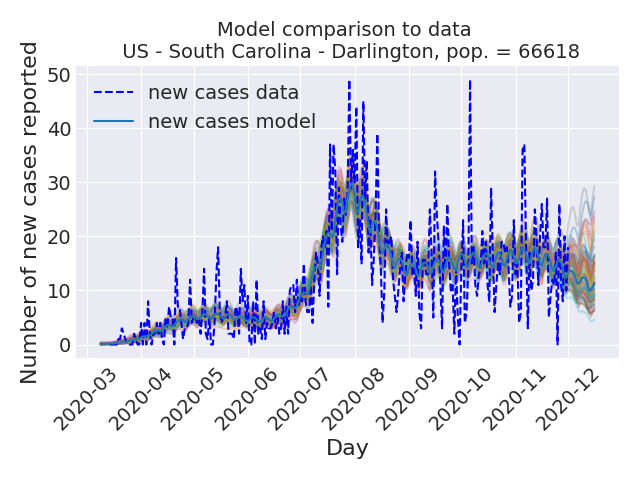 Model comparison to data
US - South Carolina - Darlington, pop. = 66618
Number of new cases reported
50
40
30
20
10
0
new cases data
new cases model
2020-03
2020-04
2020-05
2020-06
2020-07
2020-08
2020-09
2020-10
2020-11
2020-12
Day